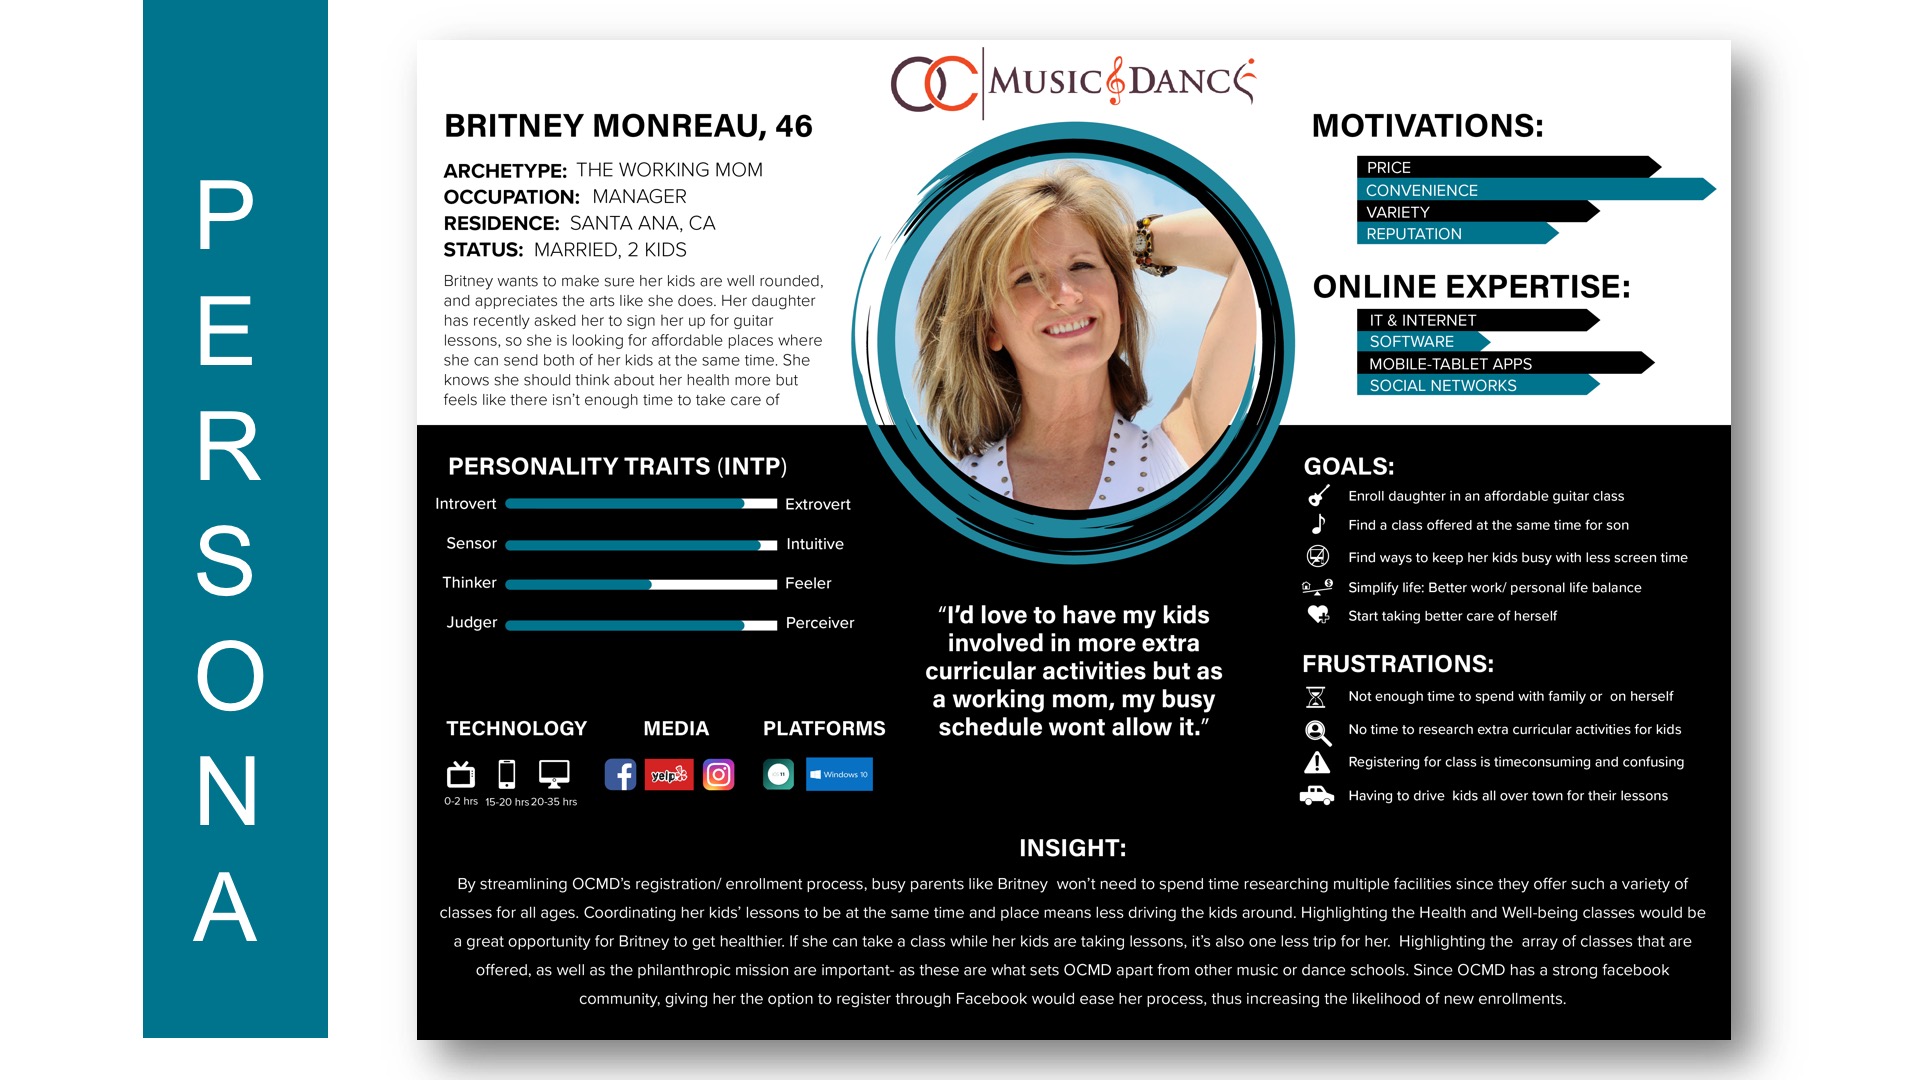 PERSONA
OC MUSIC & DANCE
BRITNEY MONREAU, 46
ARCHETYPE: THE WORKING MOM
OCCUPATION: MANAGER
RESIDENCE: SANTA ANA, CA
STATUS: MARRIED, 2 KIDS
Britney wants to make sure her kids are well rounded,
and appreciates the arts like she does. Her daughter
has recently asked her to sign her up for guitar
lessons, so she is looking for affordable places where
she can send both of her kids at the same time. She
knows she should think about her health more but
feels like there isn't enough time to take care of
MOTIVATIONS:
PRICE
CONVENIENCE
VARIETY
REPUTATION
ONLINE EXPERTISE:
IT & INTERNET
SOFTWARE
MOBILE-TABLET APPS
SOCIAL NETWORKS
PERSONALITY TRAITS (INTP)
Introvert Extrovert
Sensor Intuitive
Thinker Feeler
Judger Perceiver
TECHNOLOGY MEDIA PLATFORMS
yelp
iOS 11
Windows 10
0-2 hrs 15-20 hrs 20-35 hrs
“I’d love to have my kids
involved in more extra
curricular activities but as
a working mom, my busy
schedule wont allow it.”
GOALS:
Enroll daughter in an affordable guitar class
Find a class offered at the same time for son
Find ways to keep her kids busy with less screen time
Simplify life: Better work/ personal life balance
Start taking better care of herself
FRUSTRATIONS:
Not enough time to spend with family or on herself
No time to research extra curricular activities for kids
Registering for class is timeconsuming and confusing
Having to drive kids all over town for their lessons
INSIGHT:
By streamlining OCMD’s registration/ enrollment process, busy parents like Britney won’t need to spend time researching multiple facilities since they offer such a variety of
classes for all ages. Coordinating her kids’ lessons to be at the same time and place means less driving the kids around. Highlighting the Health and Well-being classes would be
a great opportunity for Britney to get healthier. If she can take a class while her kids are taking lessons, it’s also one less trip for her. Highlighting the array of classes that are
offered, as well as the philanthropic mission are important- as these are what sets OCMD apart from other music or dance schools. Since OCMD has a strong facebook
community, giving her the option to register through Facebook would ease her process, thus increasing the likelihood of new enrollments.